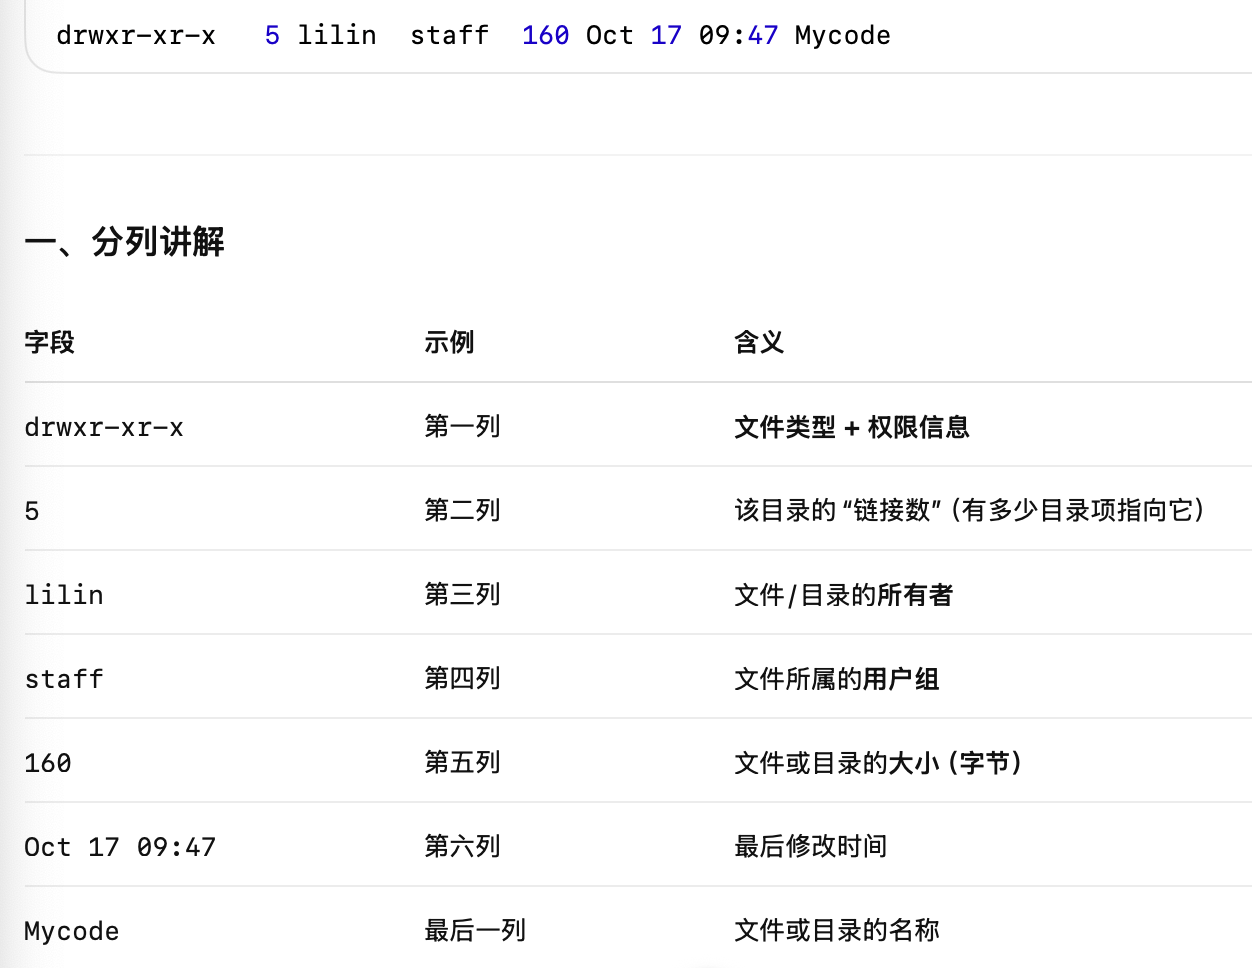 drwxr-xr-x   5 lilin  staff  160 Oct 17 09:47 Mycode
一、分列讲解
字段 示例 含义
drwxr-xr-x 第一列 文件类型 + 权限信息
5 第二列 该目录的 “链接数”（有多少目录项指向它）
lilin 第三列 文件/目录的所有者
staff 第四列 文件所属的用户组
160 第五列 文件或目录的大小（字节）
Oct 17 09:47 第六列 最后修改时间
Mycode 最后一列 文件或目录的名称